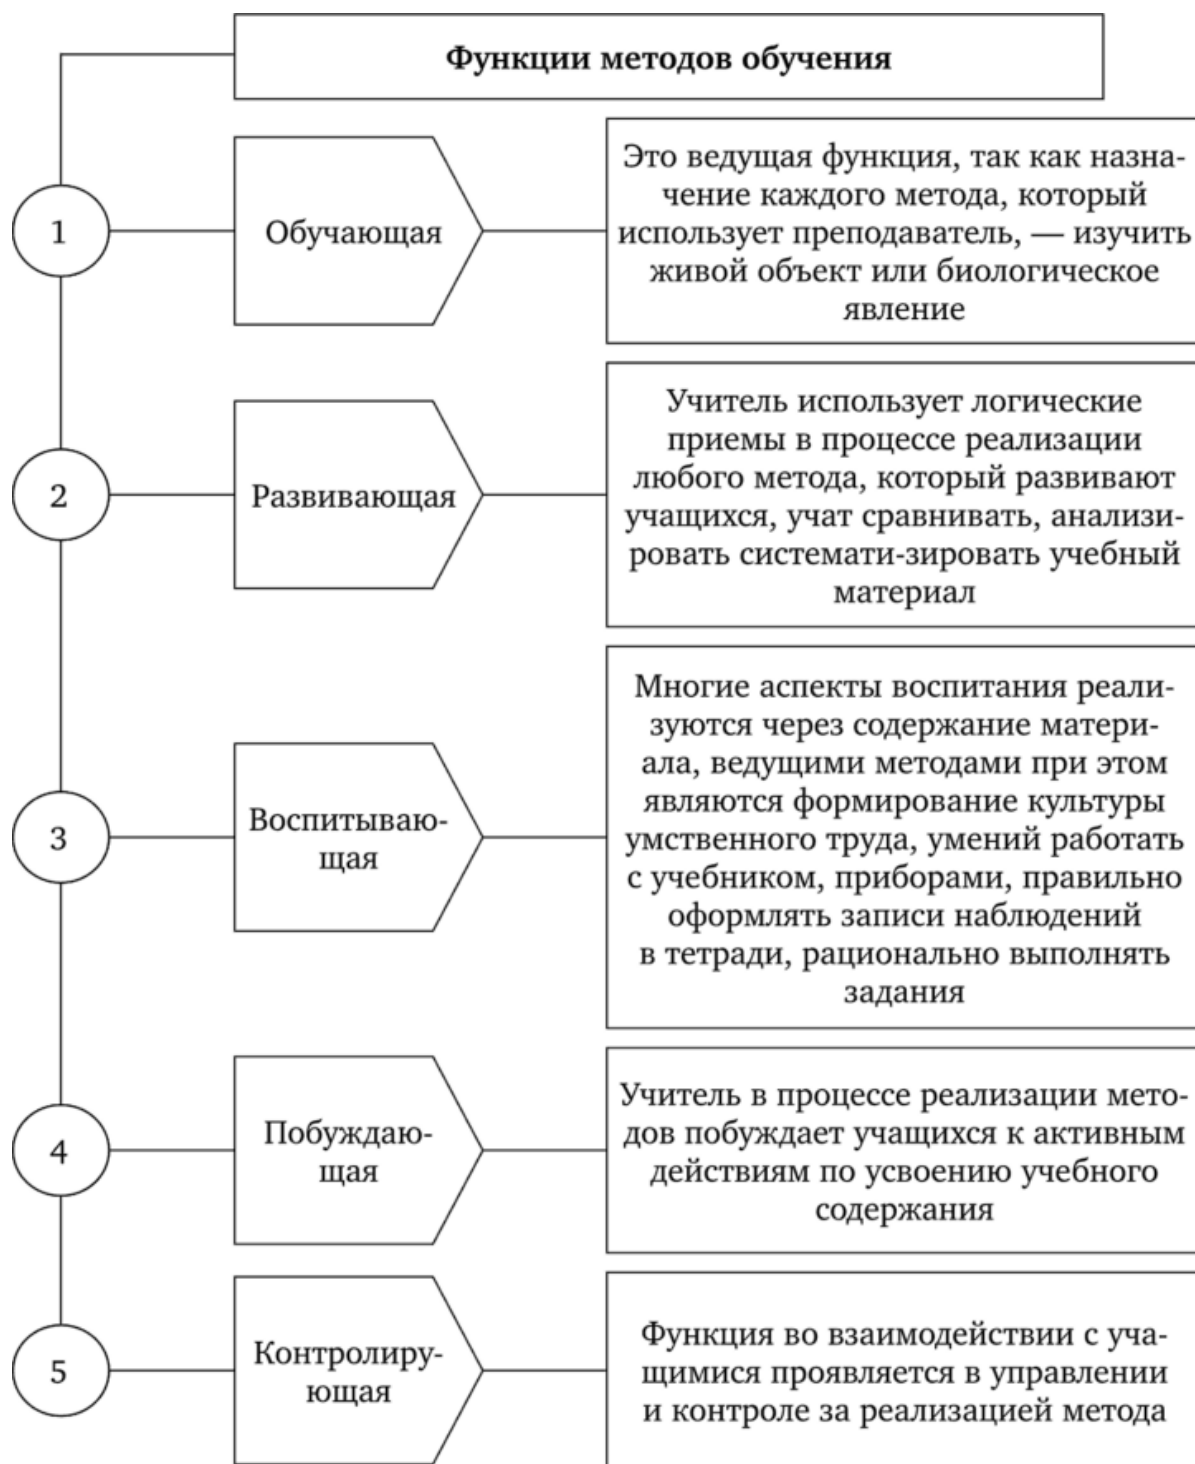 Функции методов обучения
1
Обучающая
Это ведущая функция, так как назна-
чение каждого метода, который
использует преподаватель, — изучить
живой объект или биологическое
явление
2
Развивающая
Учитель использует логические
приемы в процессе реализации
любого метода, который развивают
учащихся, учат сравнивать, анализи-
ровать системати-зировать учебный
материал
3
Воспитываю-
щая
Многие аспекты воспитания реали-
зуются через содержание матери-
ала, ведущими методами при этом
являются формирование культуры
умственного труда, умений работать
с учебником, приборами, правильно
оформлять записи наблюдений
в тетради, рационально выполнять
задания
4
Побуждаю-
щая
Учитель в процессе реализации мето-
дов побуждает учащихся к активным
действиям по усвоению учебного
содержания
5
Контролиру-
ющая
Функция во взаимодействии с уча-
щимися проявляется в управлении
и контроле за реализацией метода